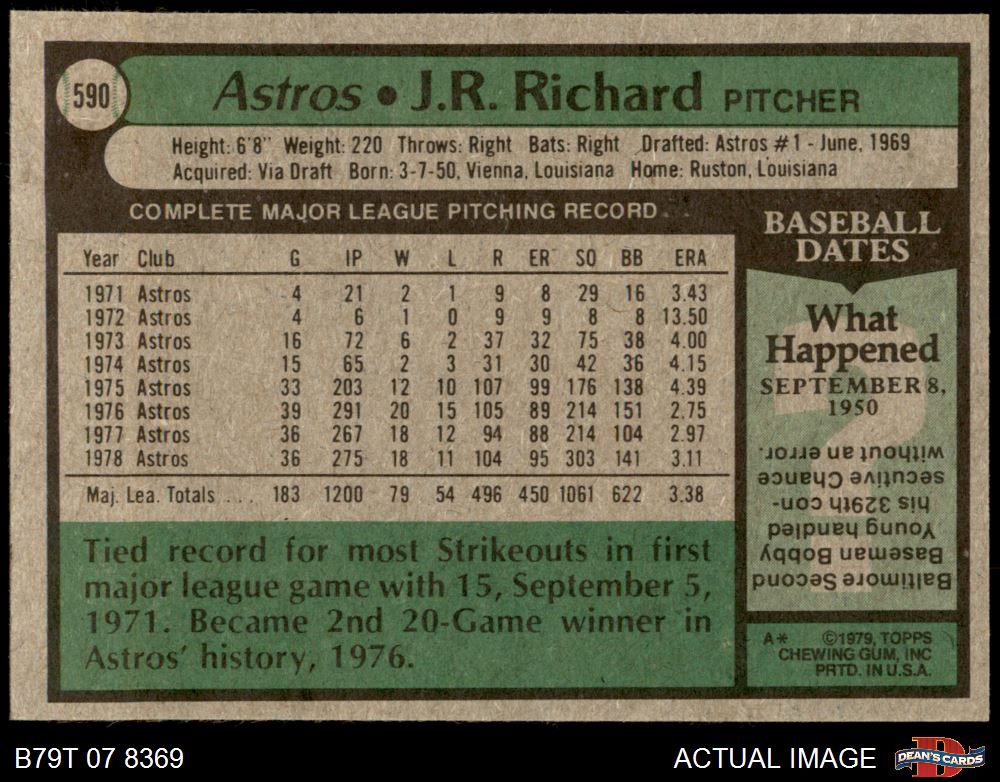 590
Astros • J.R. Richard PITCHER
Height: 6'8" Weight: 220 Throws: Right Bats: Right Drafted: Astros #1 - June, 1969
Acquired: Via Draft Born: 3-7-50, Vienna, Louisiana Home: Ruston, Louisiana
COMPLETE MAJOR LEAGUE PITCHING RECORD
Year Club G IP W L R ER SO BB ERA
1971 Astros 4 21 2 1 9 8 29 16 3.43
1972 Astros 4 6 1 0 9 9 8 8 13.50
1973 Astros 16 72 6 2 37 32 75 38 4.00
1974 Astros 15 65 2 3 31 30 42 36 4.15
1975 Astros 33 203 12 10 107 99 176 138 4.39
1976 Astros 39 291 20 15 105 89 214 151 2.75
1977 Astros 36 267 18 12 94 88 214 104 2.97
1978 Astros 36 275 18 11 104 95 303 141 3.11
Maj. Lea. Totals ... 183 1200 79 54 496 450 1061 622 3.38
Tied record for most Strikeouts in first
major league game with 15, September 5,
1971. Became 2nd 20-Game winner in
Astros' history, 1976.
BASEBALL
DATES
What
Happened
SEPTEMBER 8,
1950
Baltimore Second
Baseman Bobby
Young handled
his 329th con-
secutive Chance
without an error.
A* ©1979, TOPPS
CHEWING GUM, INC
PRTD. IN U.S.A.
B79T 07 8369
ACTUAL IMAGE
DEAN'S CARDS